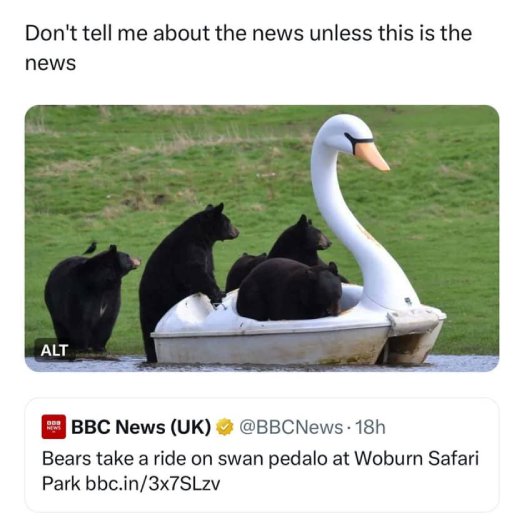 Don't tell me about the news unless this is the
news
ALT
BBC NEWS
BBC News (UK) @BBCNews · 18h
Bears take a ride on swan pedalo at Woburn Safari
Park bbc.in/3x7SLzv